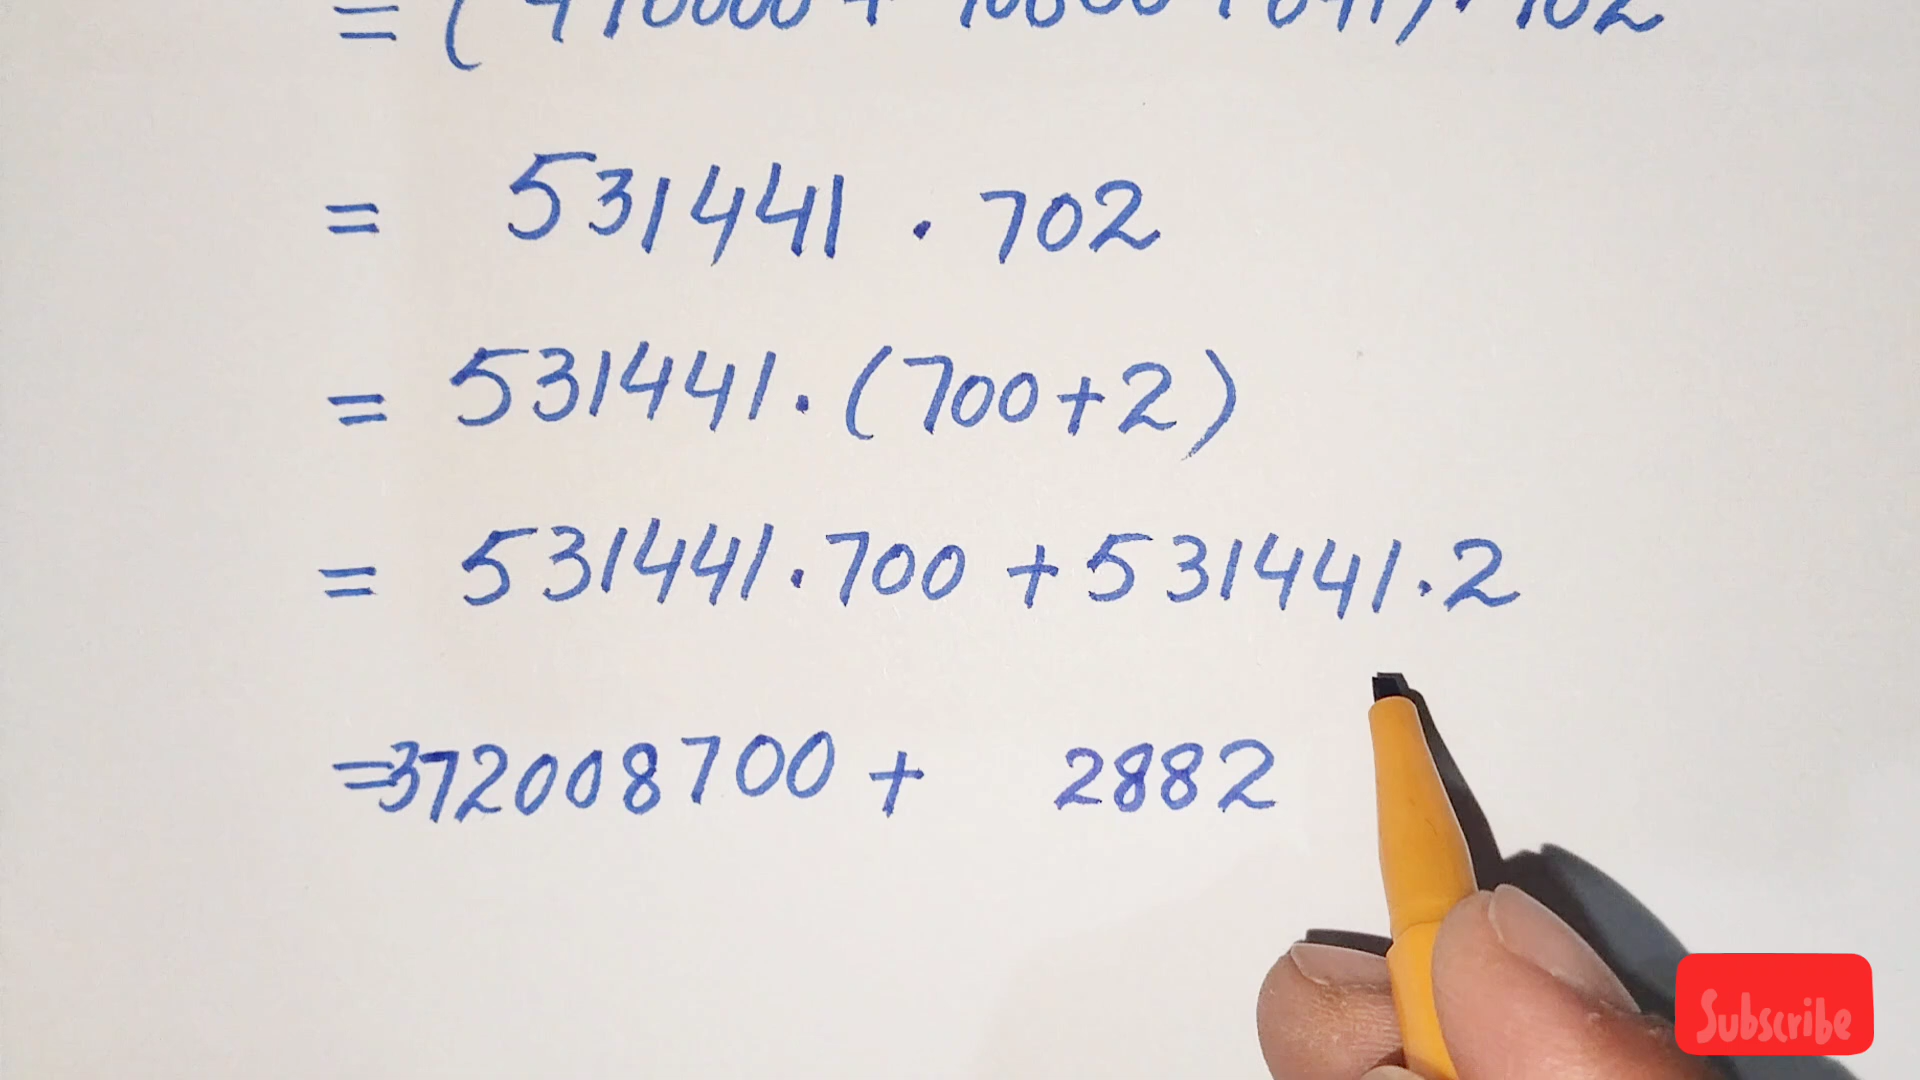 = 531441 . 702
= 531441 . (700+2)
= 531441 . 700 + 531441 . 2
=372008700 + 2882
Subscribe